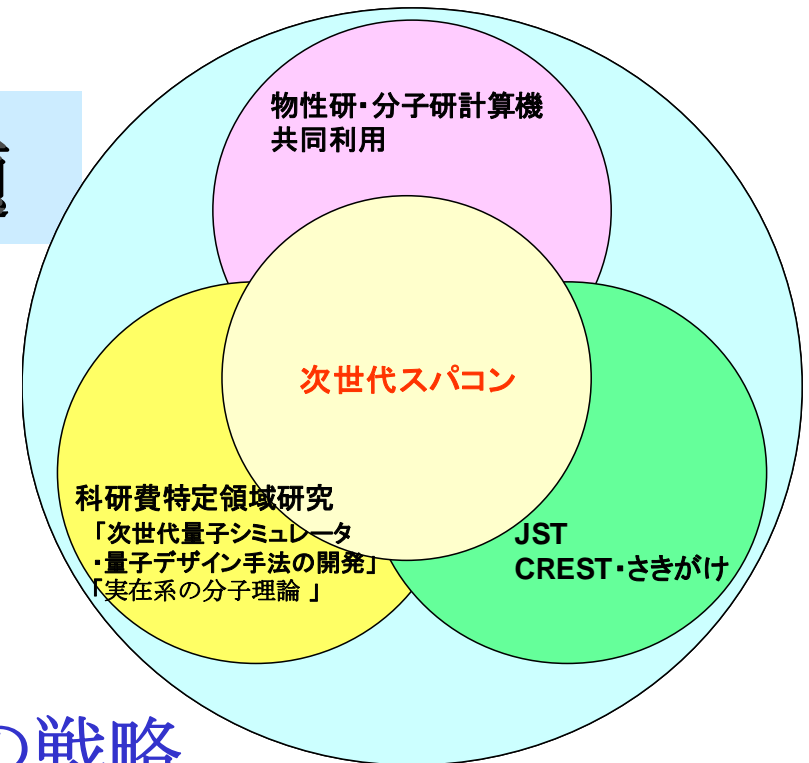 物性研・分子研計算機
共同利用
次世代スパコン
科研費特定領域研究
「次世代量子シミュレータ
・量子デザイン手法の開発」
「実在系の分子理論 」
JST
CREST・さきがけ
の戦略